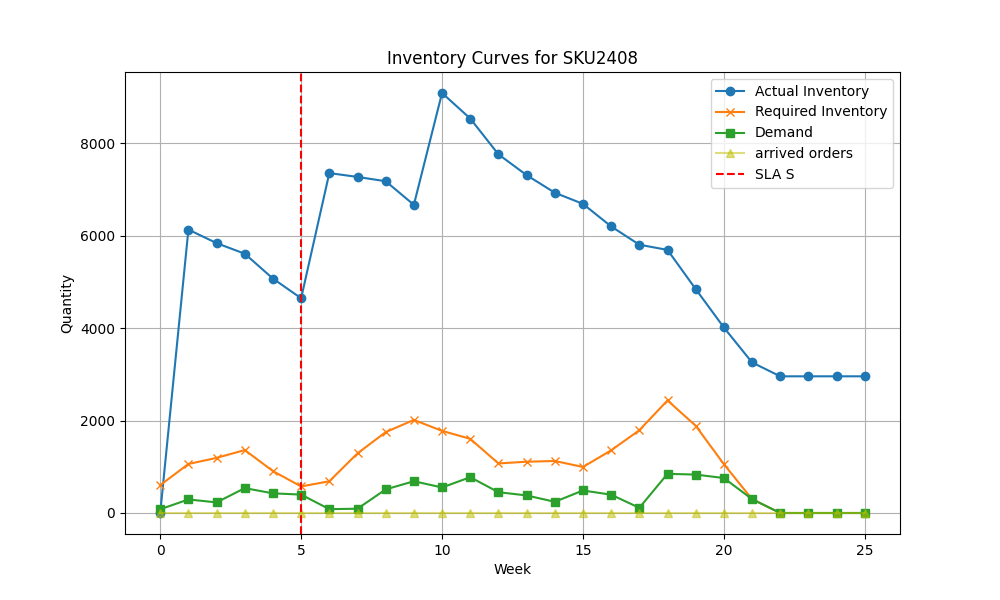 Inventory Curves for SKU2408
Actual Inventory
Required Inventory
Demand
arrived orders
SLA S
Quantity
8000
6000
4000
2000
0
0 5 10 15 20 25
Week